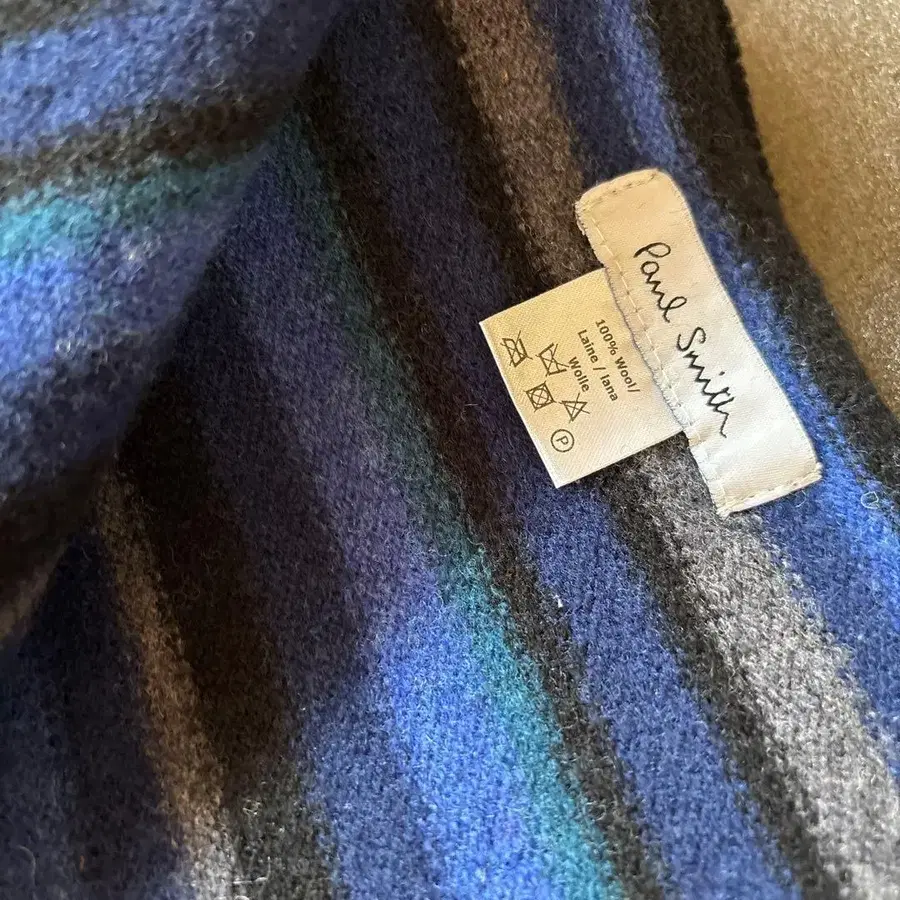 Paul Smith
100% Wool/
Laine / lana
Wolle
P